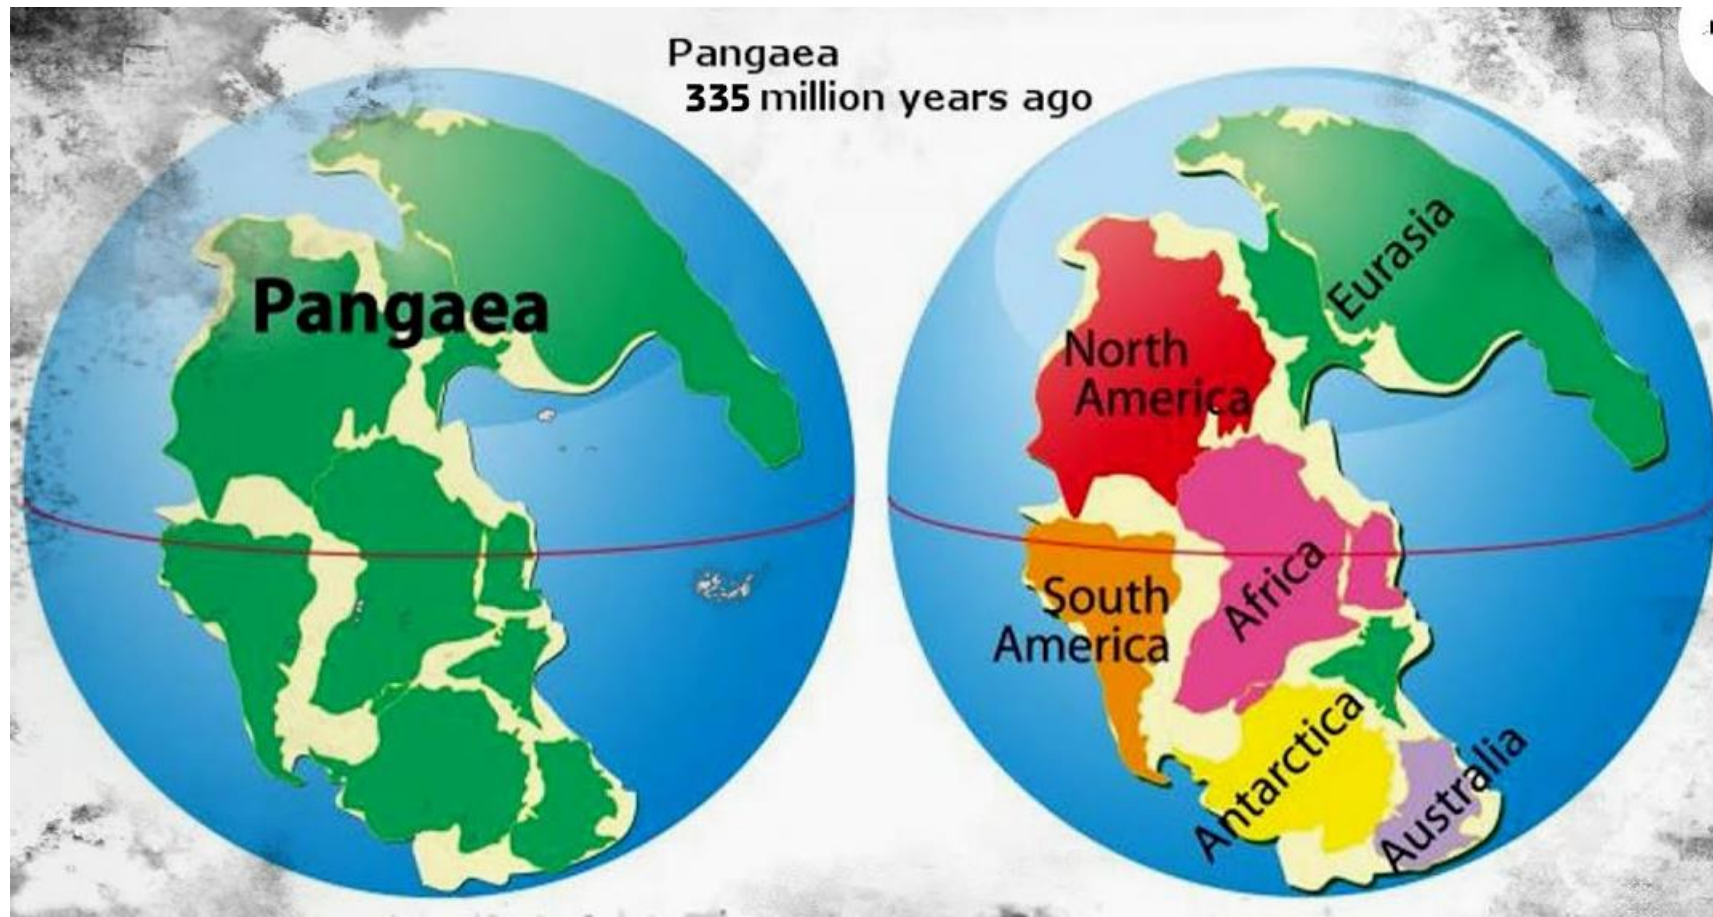 Pangaea
335 million years ago
Pangaea
Eurasia
North
America
South
America
Africa
Antarctica
Australia